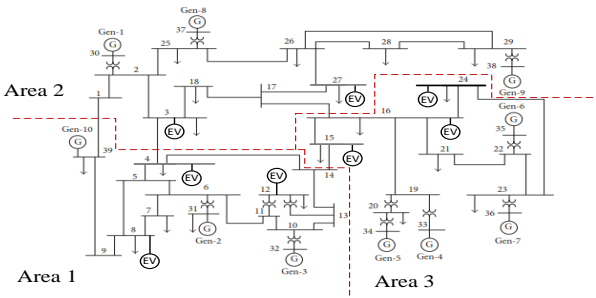 Gen-8
37 G
Gen-1
G
30
25
26
28
29
38
G
Gen-9
2
Area 2
1
18
17
27
EV
24
EV
EV
Gen-6
G
35
3
EV
16
Gen-10
G
39
15
EV
21
22
4
EV
14
5
6
12
EV
7
31
G
Gen-2
11
13
10
20
19
23
8
EV
9
32
G
Gen-3
34
G
Gen-5
33
G
Gen-4
36
G
Gen-7
Area 1
Area 3